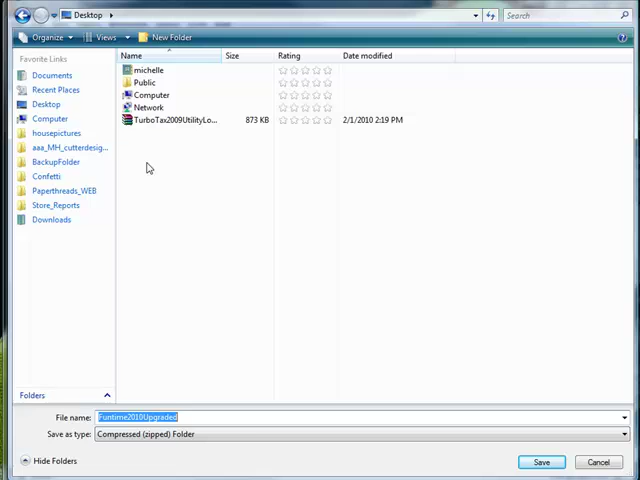 Desktop
Search
Organize Views New Folder
Favorite Links
Documents
Recent Places
Desktop
Computer
housepictures
aaa_MH_cutterdesig...
BackupFolder
Confetti
Paperthreads_WEB
Store_Reports
Downloads
Folders
Name Size Rating Date modified
michelle
Public
Computer
Network
TurboTax2009UtilityLo... 873 KB 2/1/2010 2:19 PM
File name: Funtime2010Upgraded
Save as type: Compressed (zipped) Folder
Hide Folders Save Cancel